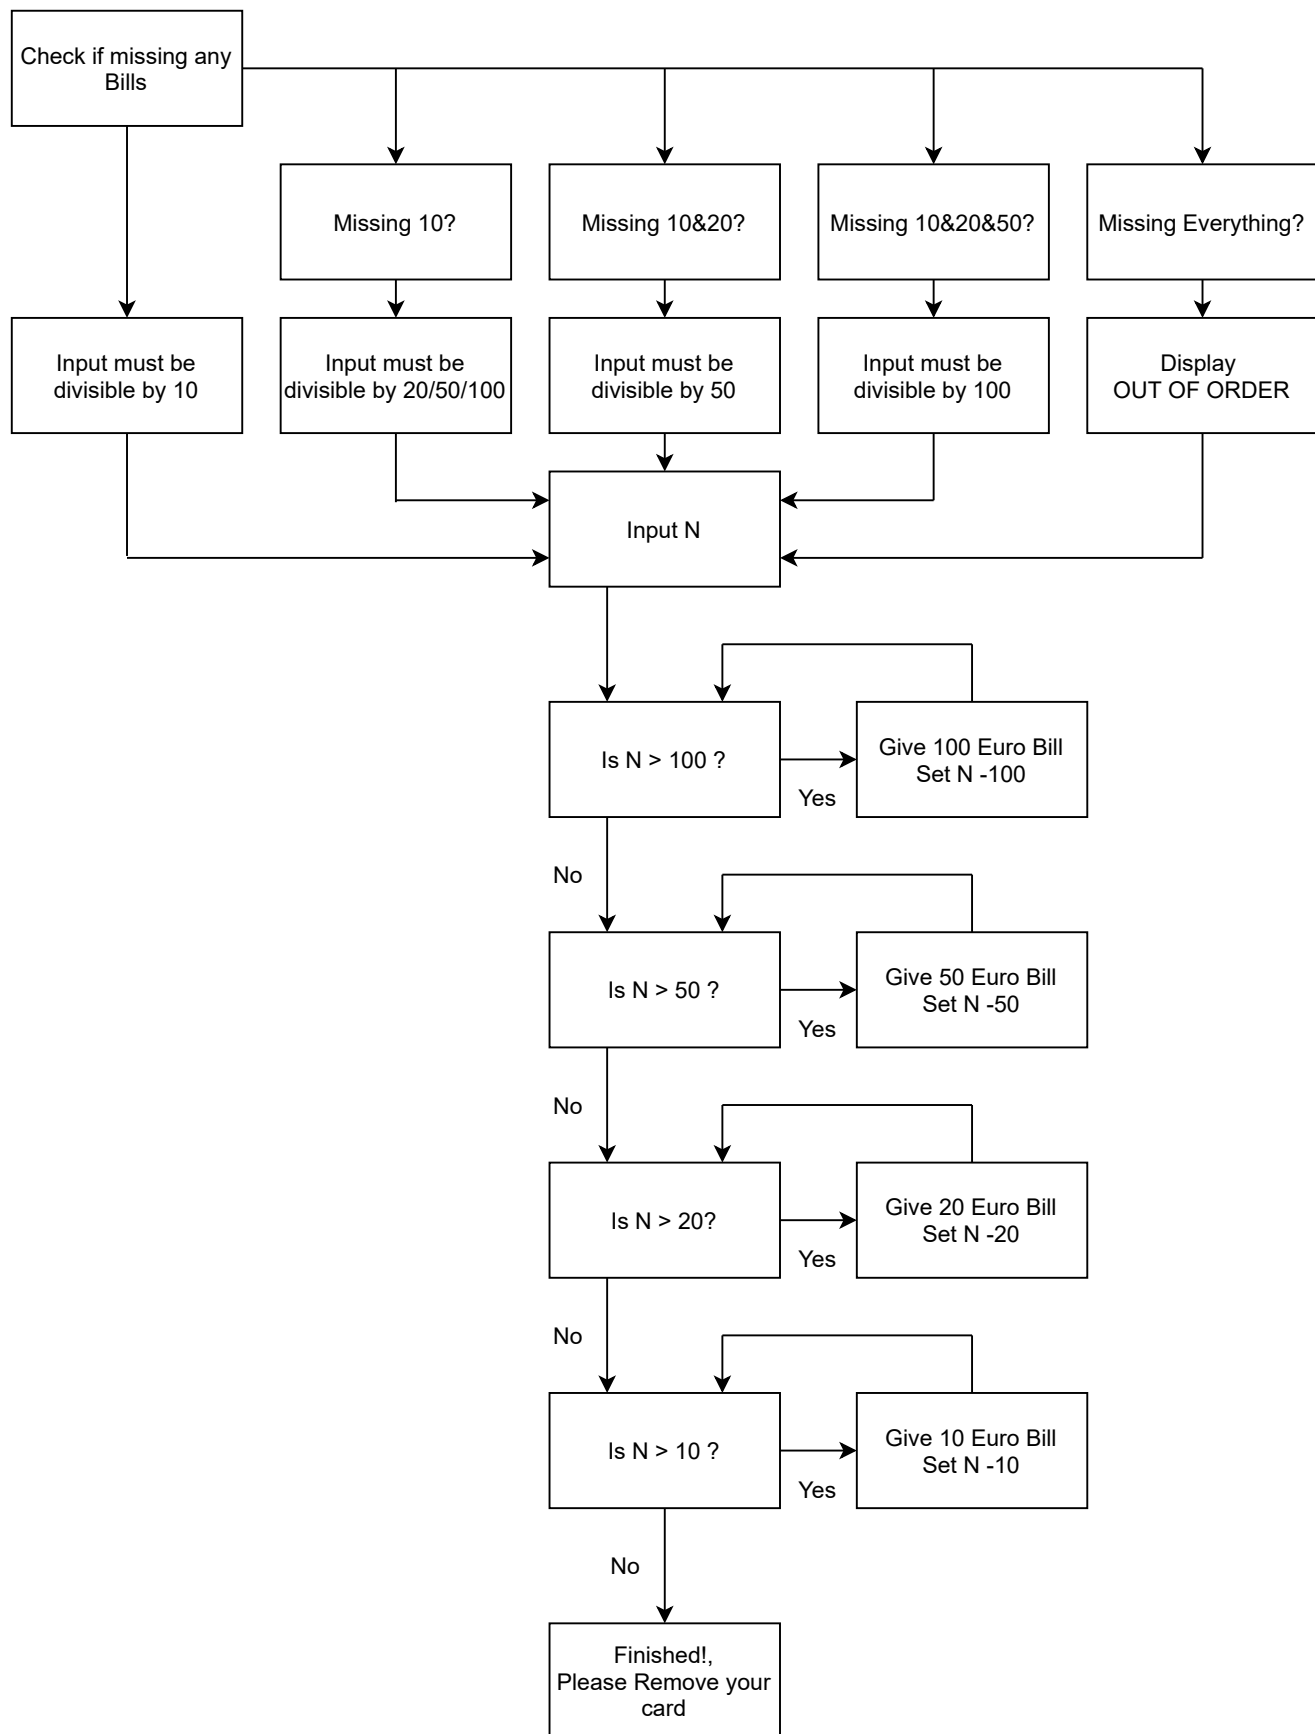 Check if missing any
Bills
Missing 10?
Missing 10&20?
Missing 10&20&50?
Missing Everything?
Input must be
divisible by 10
Input must be
divisible by 20/50/100
Input must be
divisible by 50
Input must be
divisible by 100
Display
OUT OF ORDER
Input N
Is N > 100 ?
Yes
Give 100 Euro Bill
Set N -100
No
Is N > 50 ?
Yes
Give 50 Euro Bill
Set N -50
No
Is N > 20?
Yes
Give 20 Euro Bill
Set N -20
No
Is N > 10 ?
Yes
Give 10 Euro Bill
Set N -10
No
Finished!,
Please Remove your
card